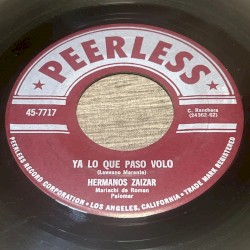 PEERLESS
45-7717
C. Ranchera
(24362-62)
YA LO QUE PASO VOLO
(Luevano Marante)
HERMANOS ZAIZAR
Mariachi de Roman
Palomar
PEERLESS RECORD CORPORATION • LOS ANGELES, CALIFORNIA • TRADE MARK REGISTERED